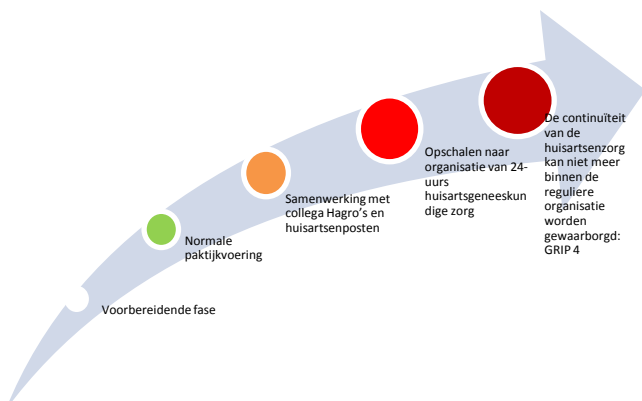 Voorbereidende fase
Normale
paktijkvoering
Samenwerking met
collega Hagro's en
huisartsenposten
Opschalen naar
organisatie van 24-
uurs
huisartsgeneeskun
dige zorg
De continuïteit
van de
huisartsenzorg
kan niet meer
binnen de
reguliere
organisatie
worden
gewaarborgd:
GRIP 4